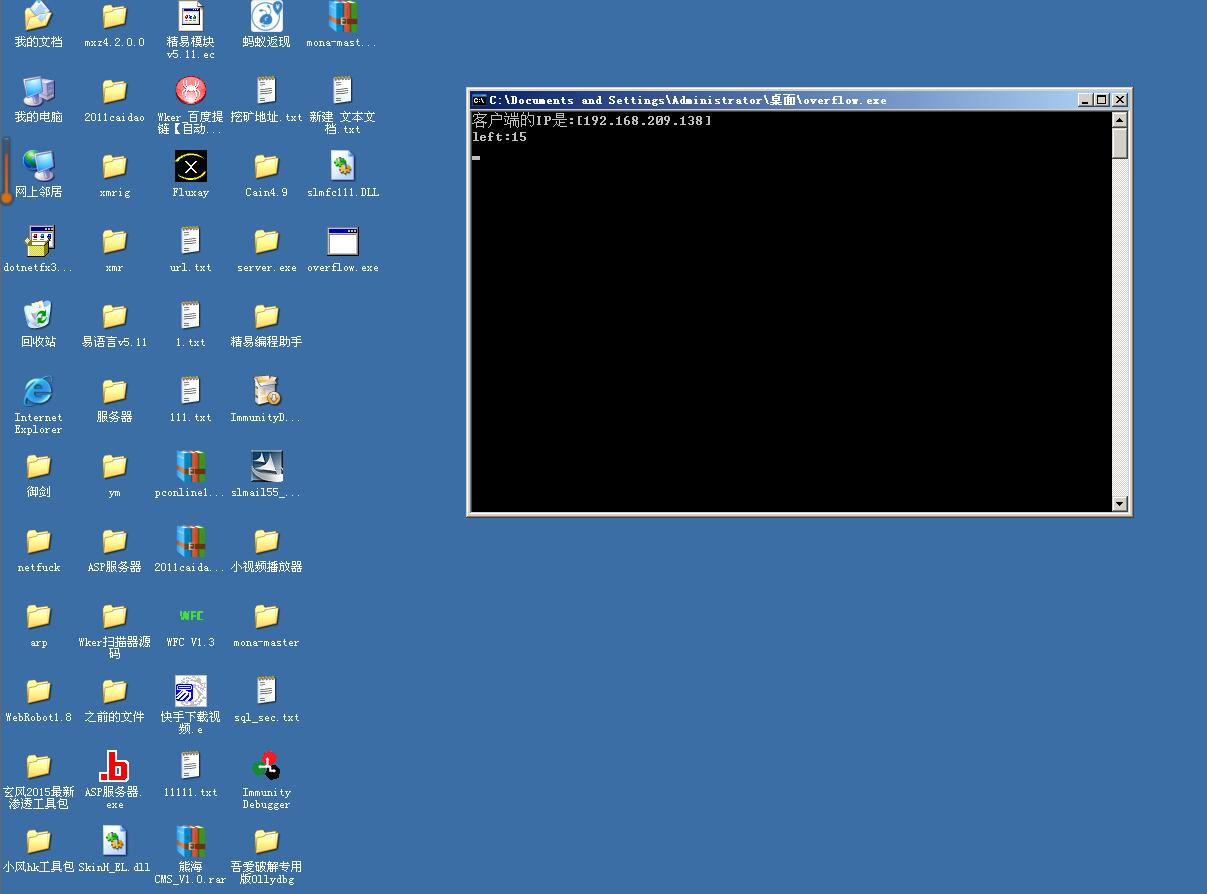 我的文档
mxz4.2.0.0
精易模块
v5.11.ec
蚂蚁返现
mona-mast...
我的电脑
2011caidao
Wker_百度提
链【自动...
挖矿地址.txt
新建 文本文
档.txt
网上邻居
xmrig
Fluxay
Cain4.9
slmfc111.DLL
dotnetfx3...
xmr
url.txt
server.exe
overflow.exe
回收站
易语言v5.11
1.txt
精易编程助手
Internet
Explorer
服务器
111.txt
ImmunityD...
御剑
ym
pconline1...
slmail55_...
netfuck
ASP服务器
2011caida...
小视频播放器
arp
Wker扫描器源
码
WFC
WFC V1.3
mona-master
WebRobot1.8
之前的文件
快手下载视
频.e
sql_sec.txt
玄风2015最新
渗透工具包
.b
ASP服务器.
exe
11111.txt
Immunity
Debugger
小风hk工具包
SkinH_EL.dll
熊海
CMS_V1.0.rar
吾爱破解专用
版Ollydbg
C:\Documents and Settings\Administrator\桌面\overflow.exe
客户端的IP是:[192.168.209.138]
left:15